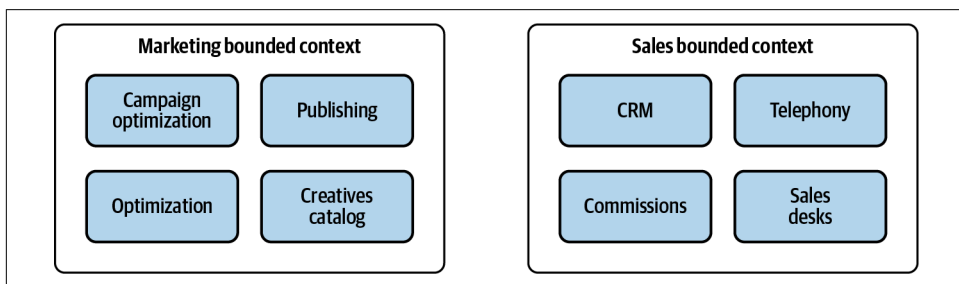 Marketing bounded context
Campaign
optimization
Publishing
Optimization
Creatives
catalog
Sales bounded context
CRM
Telephony
Commissions
Sales
desks